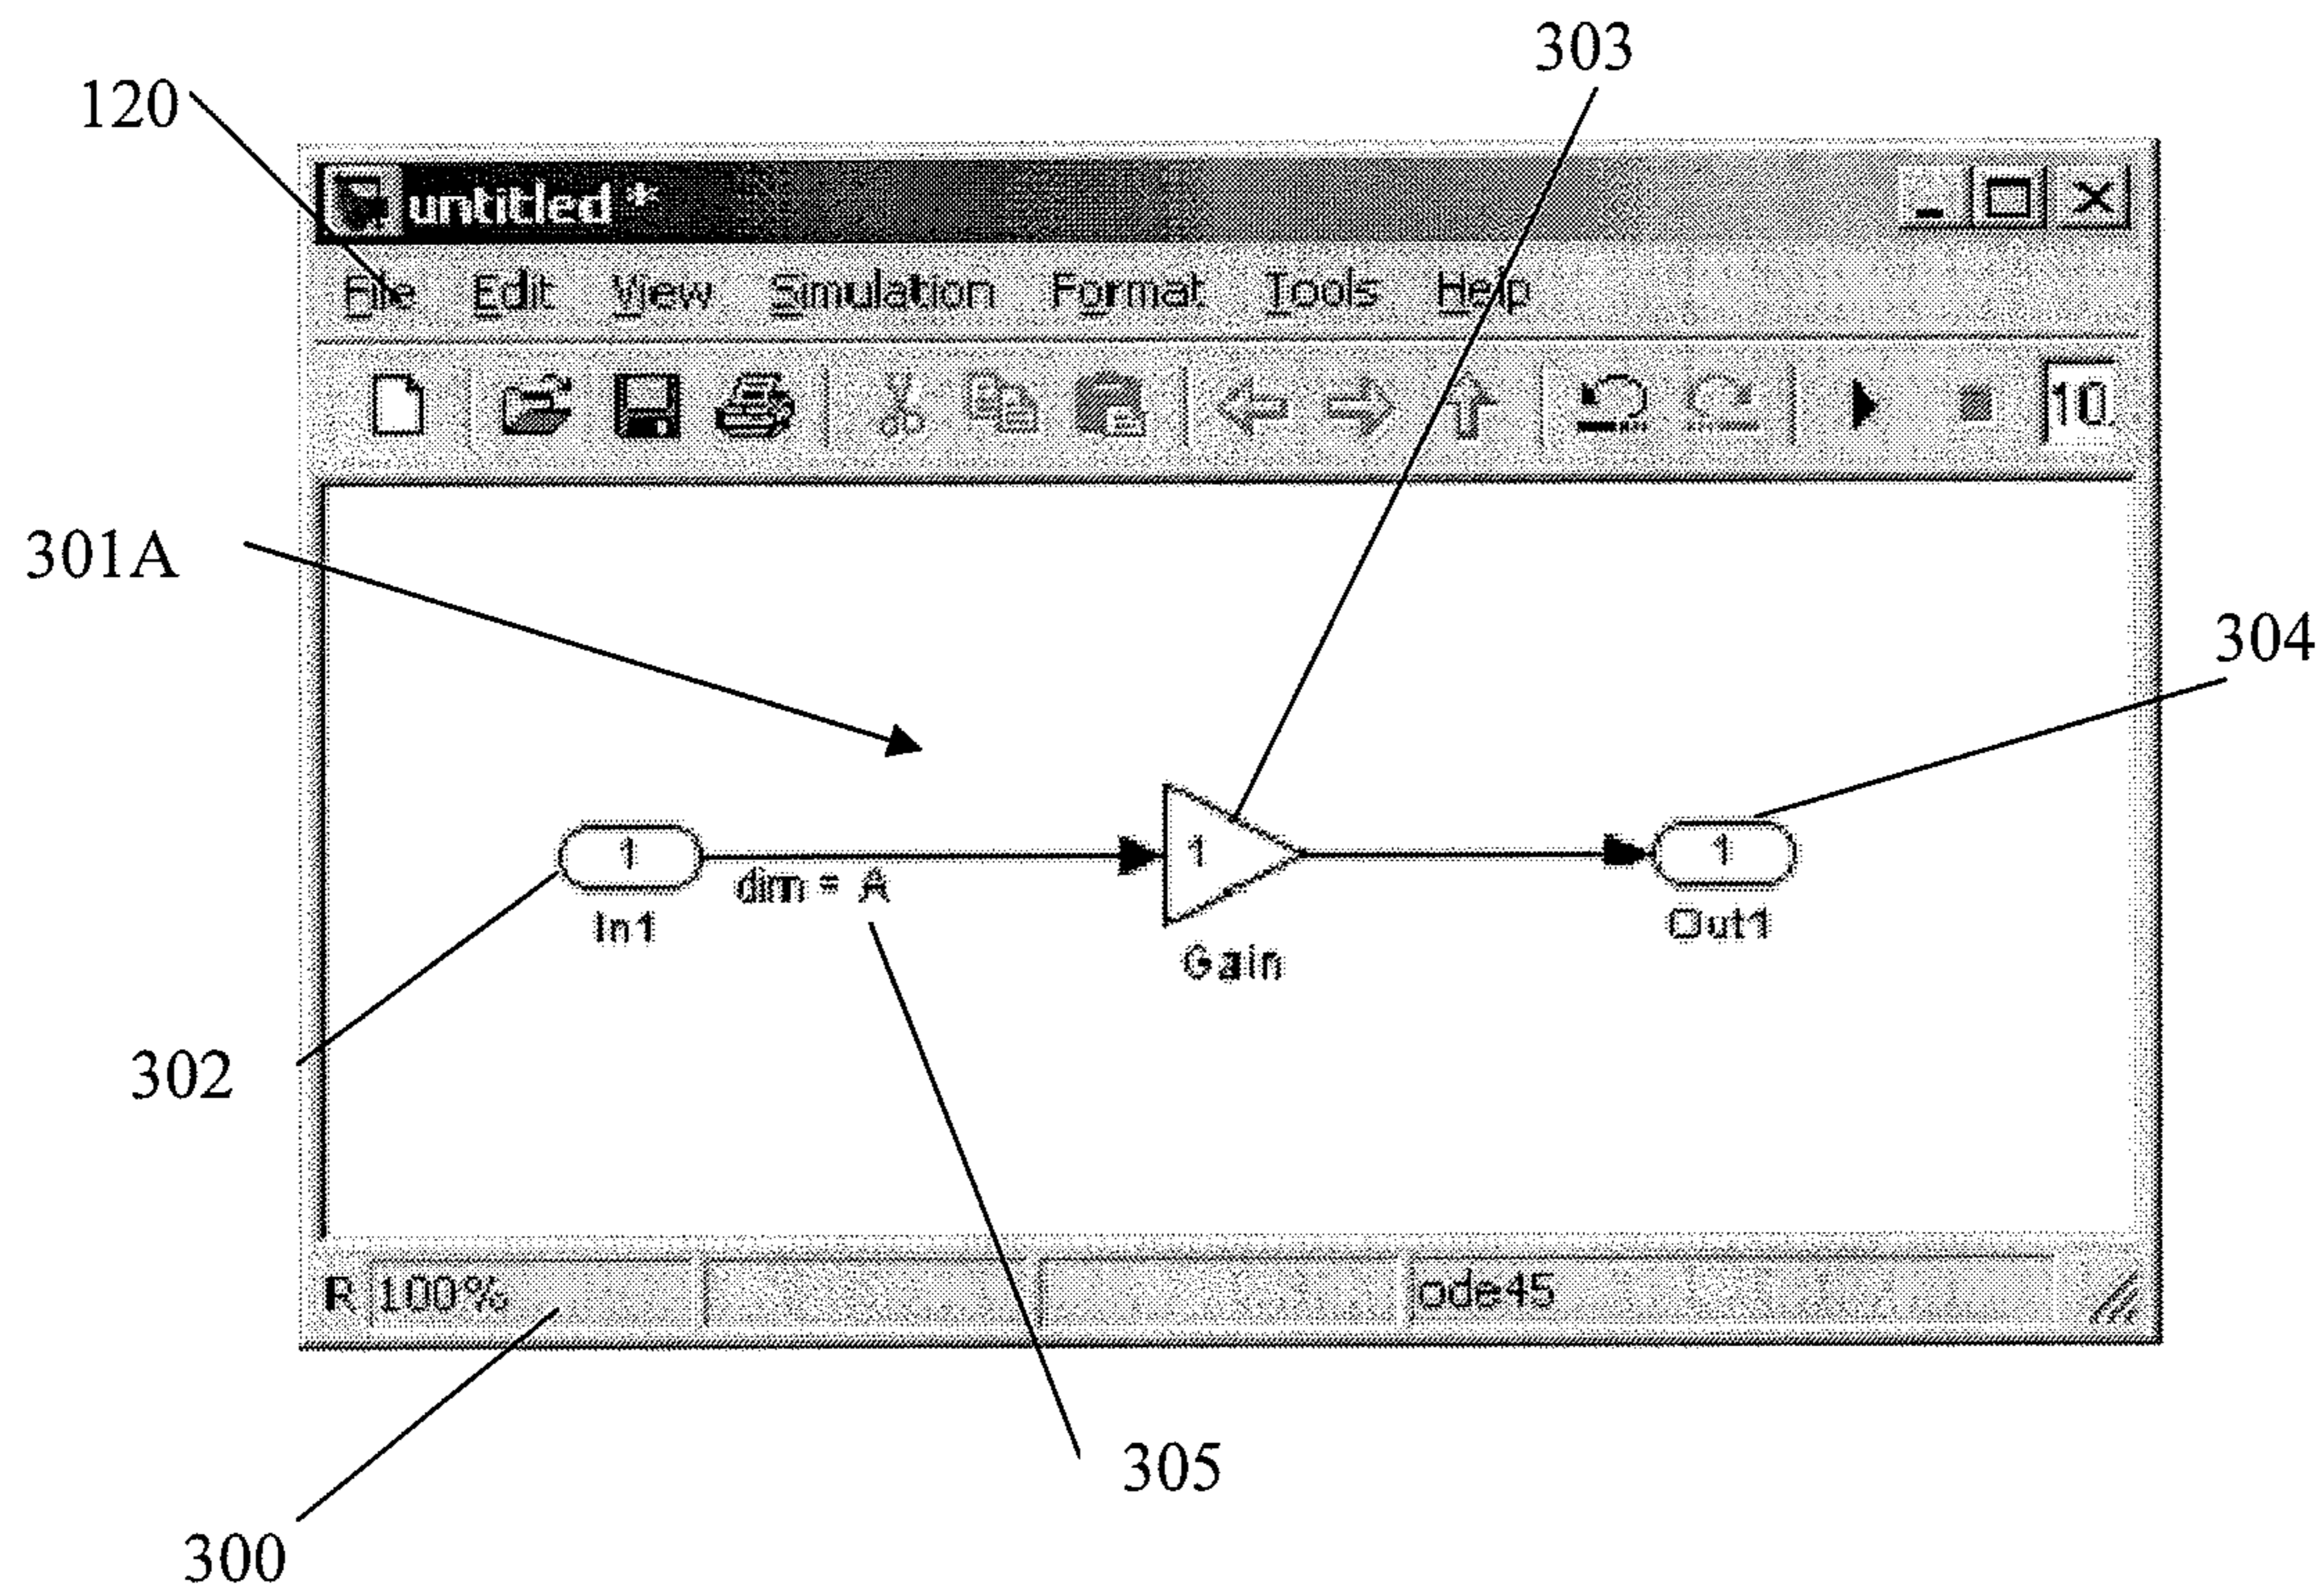 303
120
untitled *
File Edit View Simulation Format Tools Help
10.
301A
304
1 1 1
dim = A
In1 Gain Out1
302
R 100% ode45
305
300